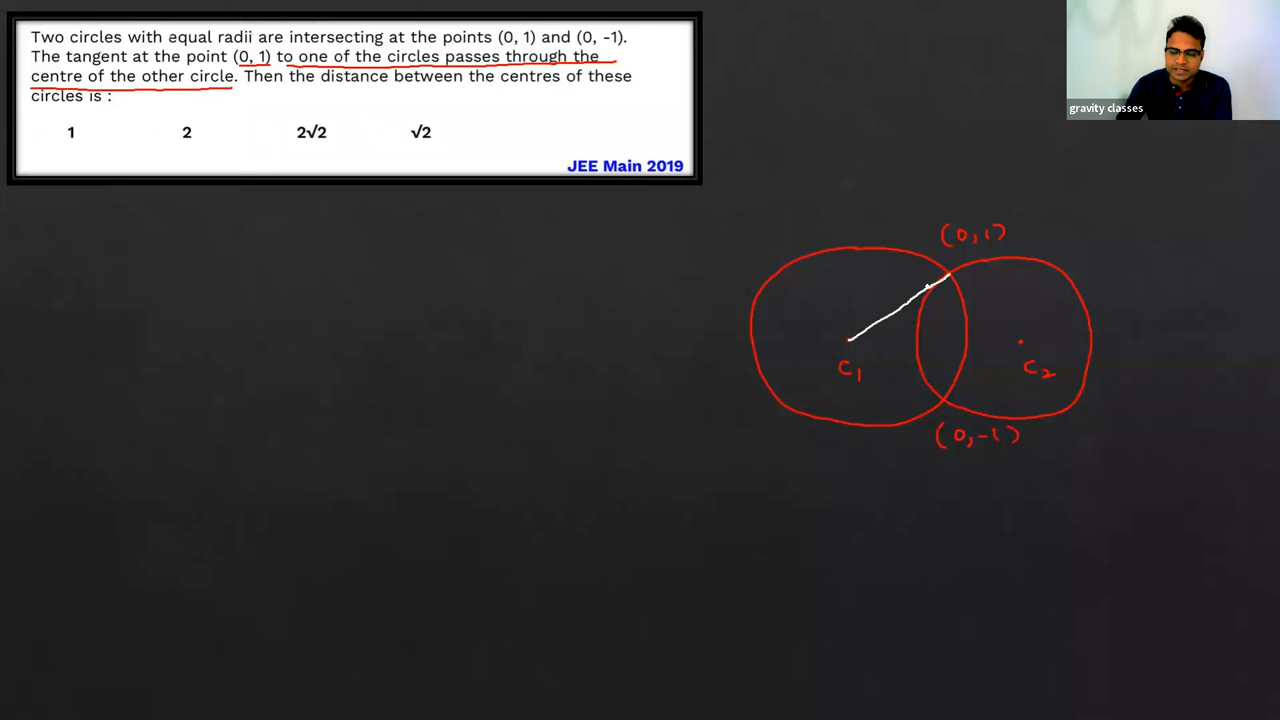 Two circles with equal radii are intersecting at the points (0, 1) and (0, -1).
The tangent at the point (0, 1) to one of the circles passes through the
centre of the other circle. Then the distance between the centres of these
circles is :
1 2 2√2 √2
JEE Main 2019
gravity classes
(0,1)
C1
C2
(0,-1)